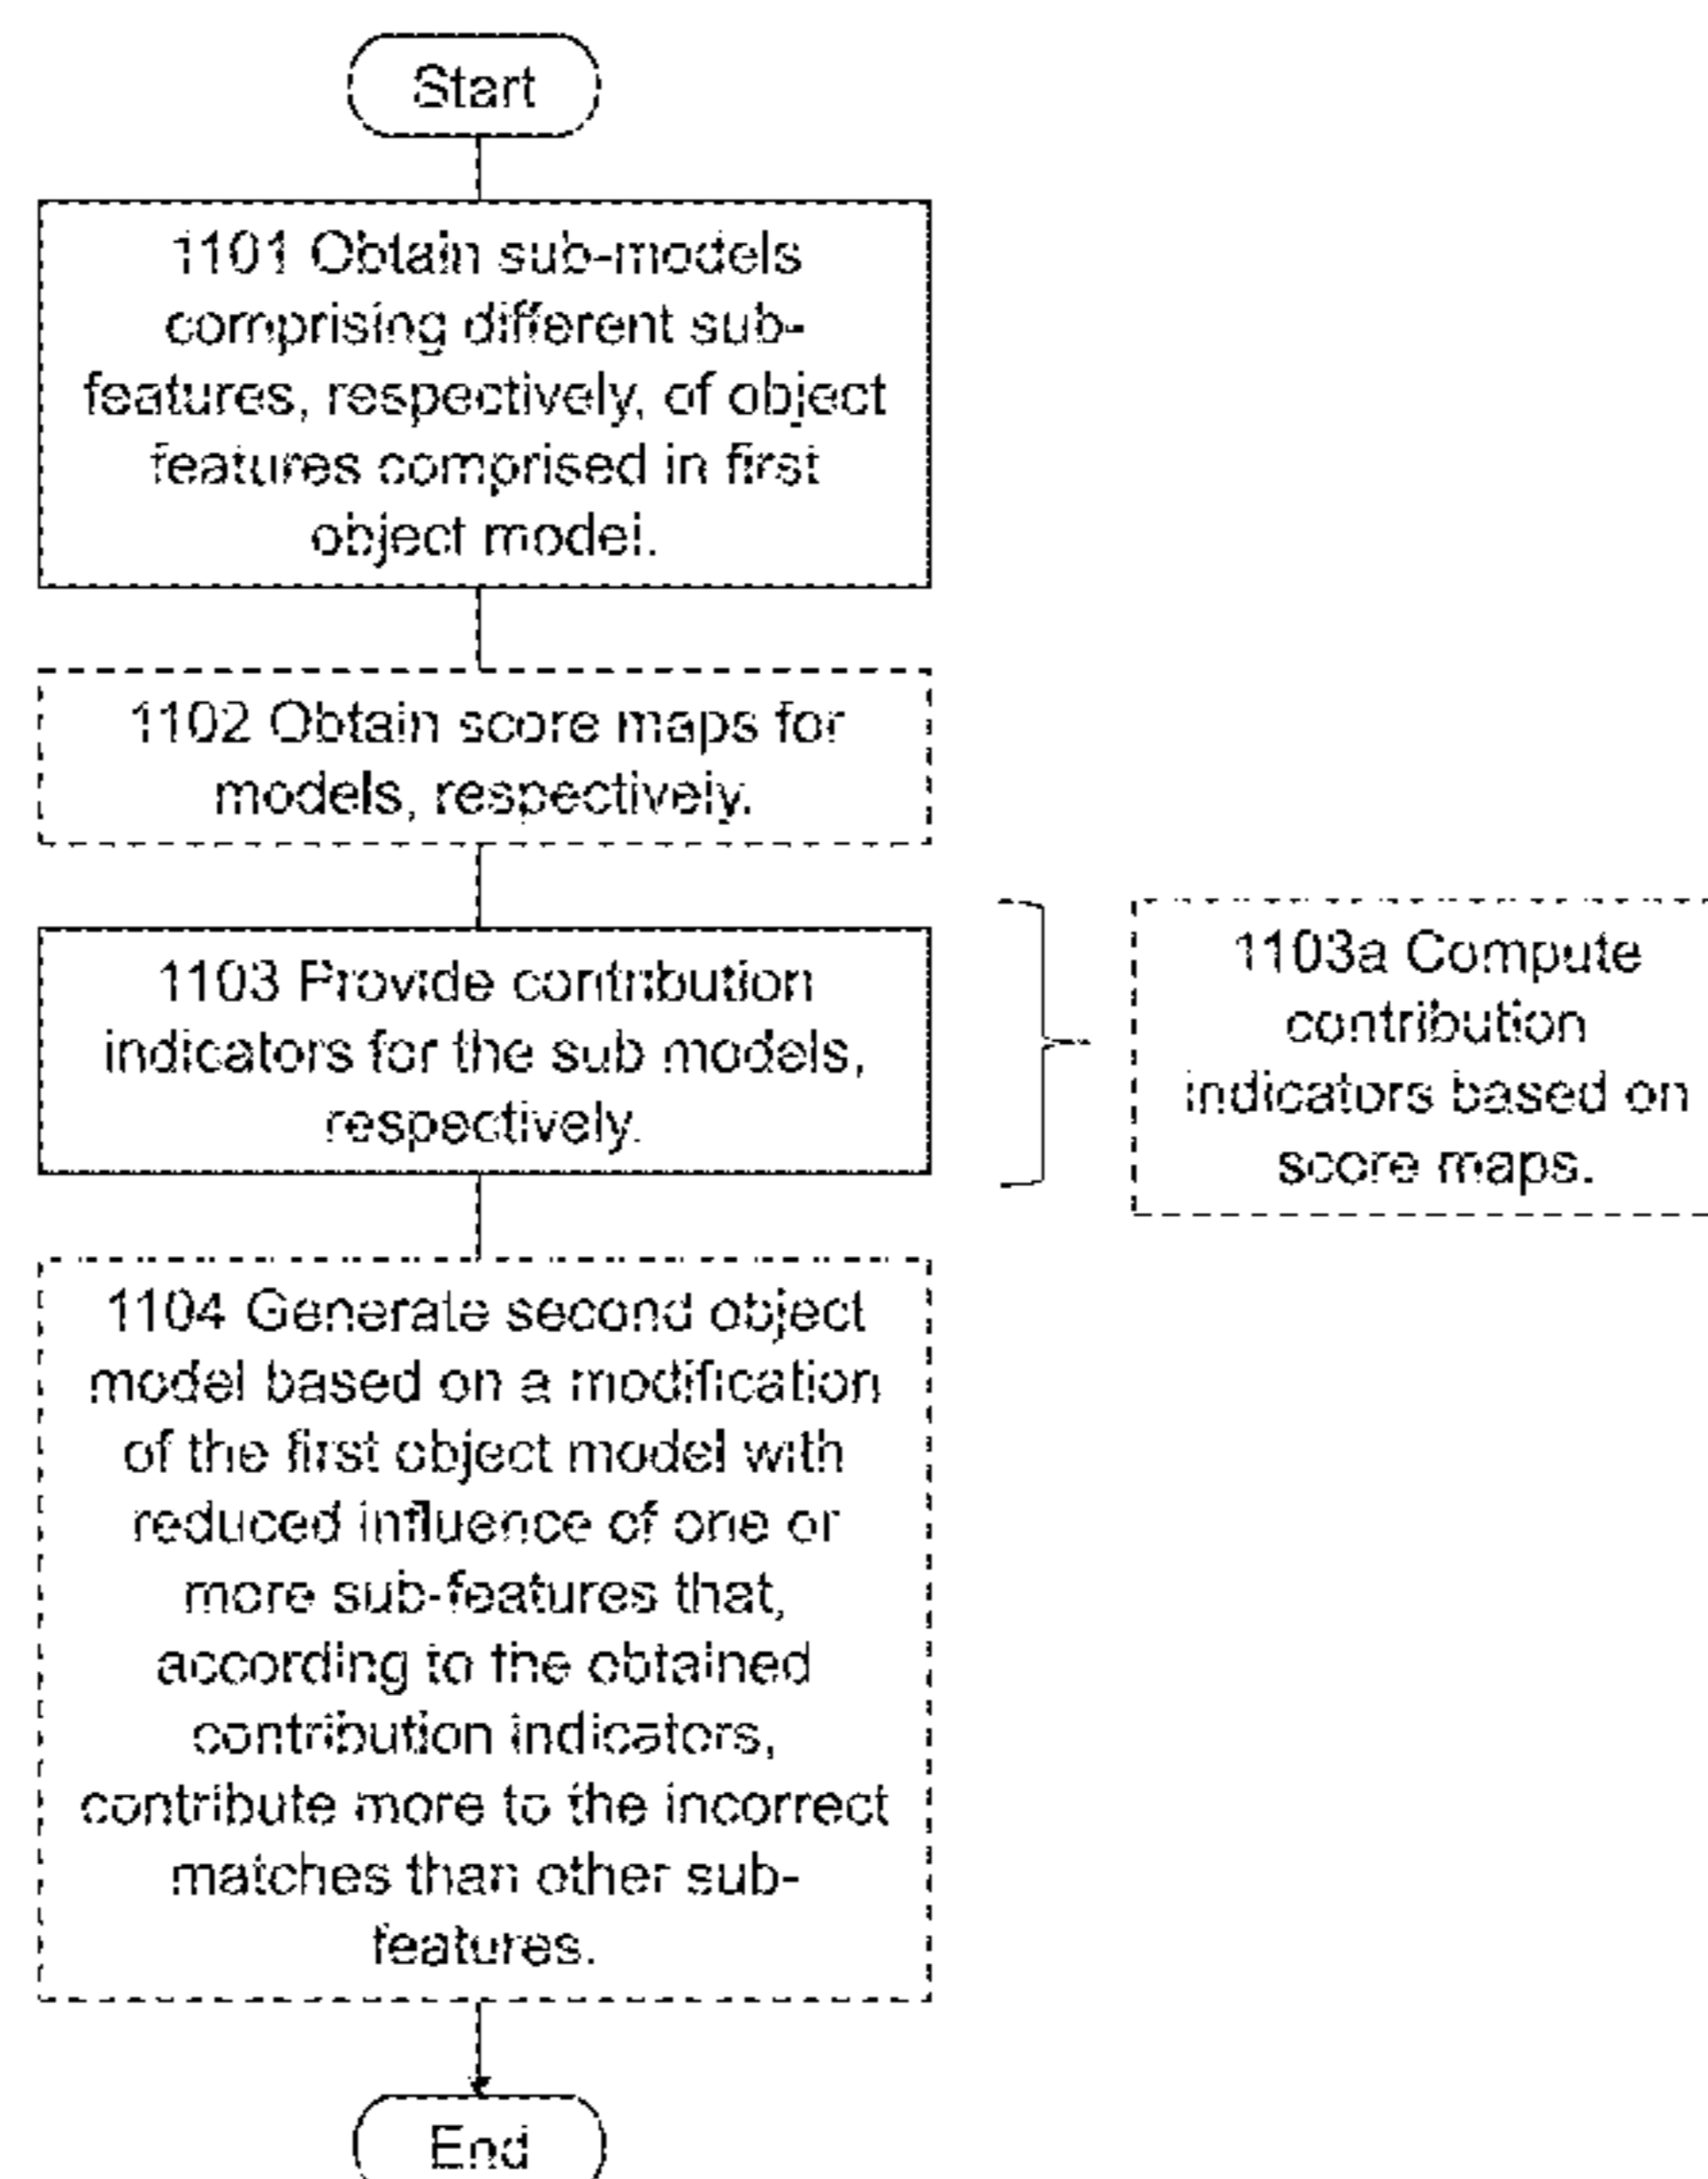 Start
1101 Obtain sub-models
comprising different sub-
features, respectively, of object
features comprised in first
object model.
1102 Obtain score maps for
models, respectively.
1103 Provide contribution
indicators for the sub models,
respectively.
1103a Compute
contribution
indicators based on
score maps.
1104 Generate second object
model based on a modification
of the first object model with
reduced influence of one or
more sub-features that,
according to the obtained
contribution indicators,
contribute more to the incorrect
matches than other sub-
features.
End